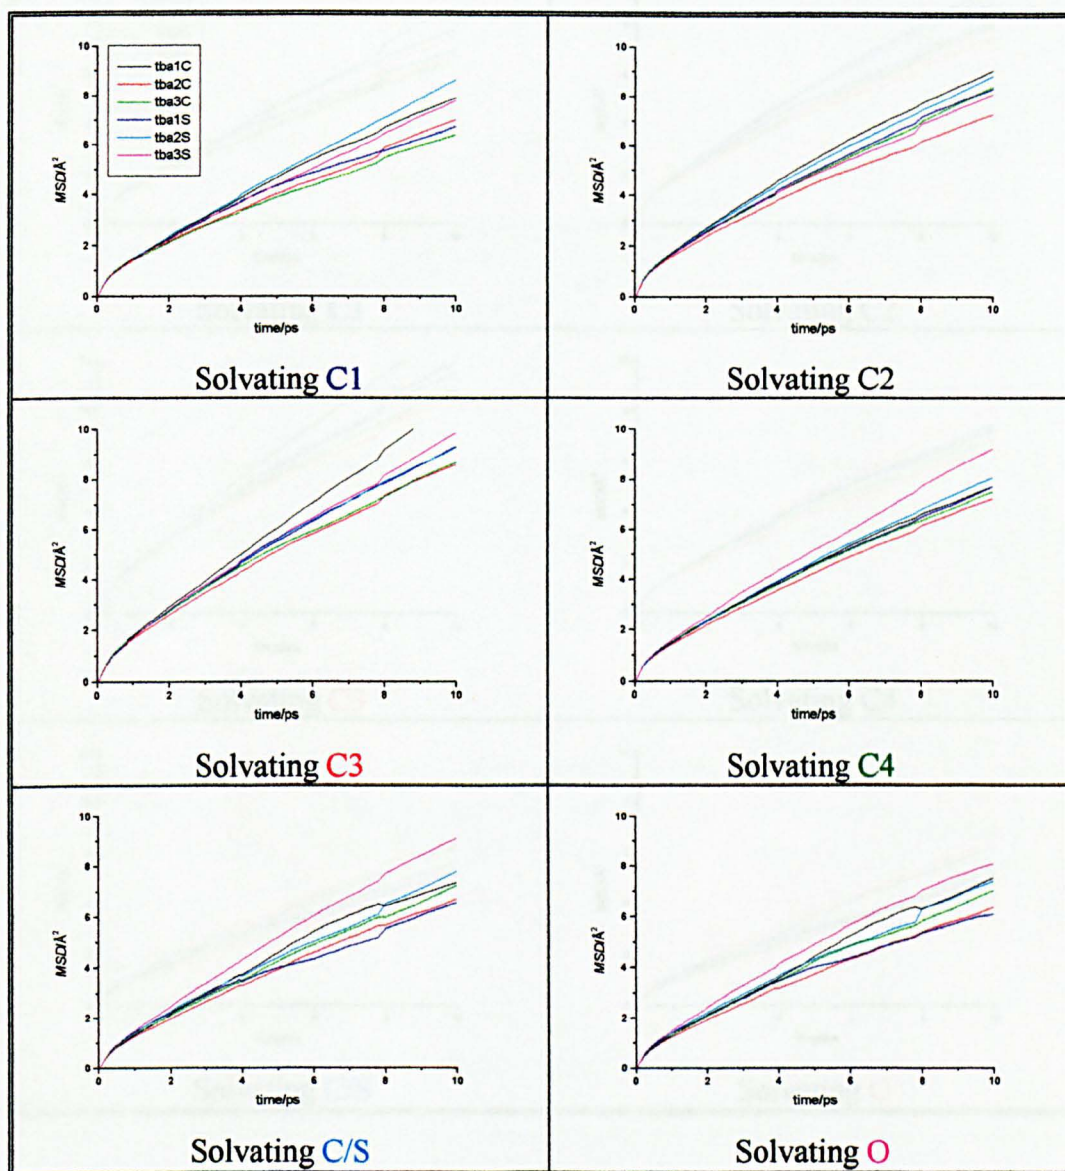 10
8
6
4
2
0
MSD/Å²
tba1C
tba2C
tba3C
tba1S
tba2S
tba3S
0 2 4 6 8 10
time/ps
Solvating C1
10
8
6
4
2
0
MSD/Å²
0 2 4 6 8 10
time/ps
Solvating C2
10
8
6
4
2
0
MSD/Å²
0 2 4 6 8 10
time/ps
Solvating C3
10
8
6
4
2
0
MSD/Å²
0 2 4 6 8 10
time/ps
Solvating C4
10
8
6
4
2
0
MSD/Å²
0 2 4 6 8 10
time/ps
Solvating C/S
10
8
6
4
2
0
MSD/Å²
0 2 4 6 8 10
time/ps
Solvating O